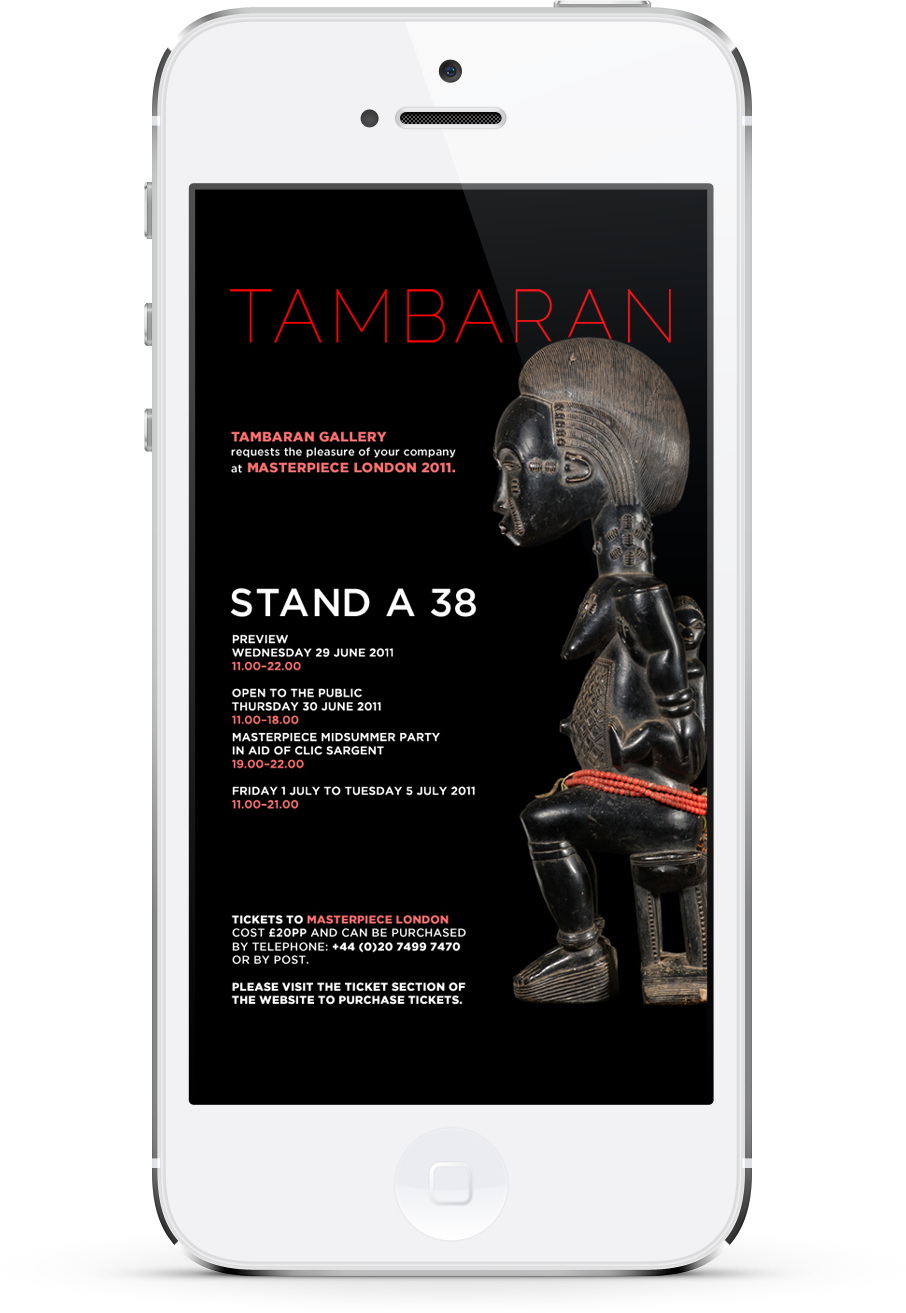 TAMBARAN
TAMBARAN GALLERY
requests the pleasure of your company
at MASTERPIECE LONDON 2011.
STAND A 38
PREVIEW
WEDNESDAY 29 JUNE 2011
11.00–22.00
OPEN TO THE PUBLIC
THURSDAY 30 JUNE 2011
11.00–18.00
MASTERPIECE MIDSUMMER PARTY
IN AID OF CLIC SARGENT
19.00–22.00
FRIDAY 1 JULY TO TUESDAY 5 JULY 2011
11.00–21.00
TICKETS TO MASTERPIECE LONDON
COST £20PP AND CAN BE PURCHASED
BY TELEPHONE: +44 (0)20 7499 7470
OR BY POST.
PLEASE VISIT THE TICKET SECTION OF
THE WEBSITE TO PURCHASE TICKETS.